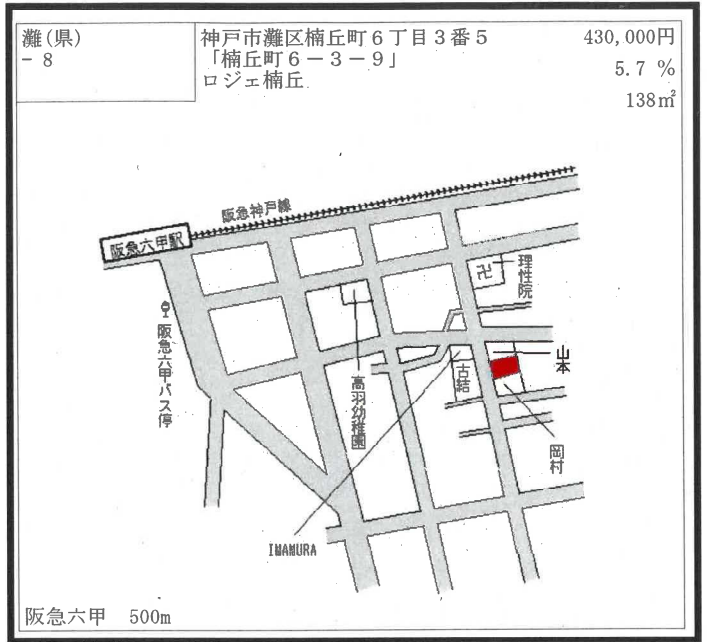 灘(県)
－８
神戸市灘区楠丘町６丁目３番５
「楠丘町６－３－９」
ロジェ楠丘
430,000円
5.7 %
138㎡
阪急神戸線
阪急六甲駅
卍
理性院
阪急六甲バス停
高羽幼稚園
古結
山本
岡村
IMAMURA
阪急六甲　500m